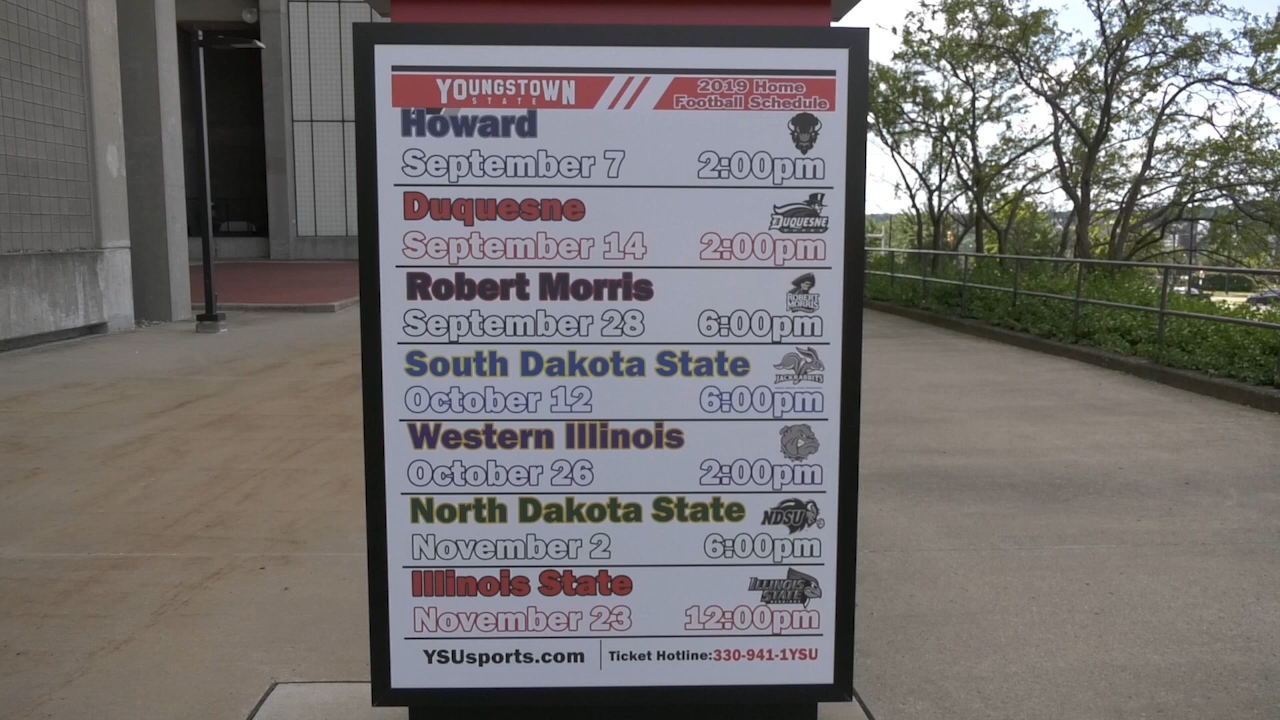 YOUNGSTOWN
STATE
2019 Home
Football Schedule
Howard
September 7 2:00pm
Duquesne
DUQUESNE
September 14 2:00pm
Robert Morris
ROBERT
MORRIS
September 28 6:00pm
South Dakota State
JACKRABBITS
October 12 6:00pm
Western Illinois
October 26 2:00pm
North Dakota State
NDSU
November 2 6:00pm
Illinois State
ILLINOIS
STATE
November 23 12:00pm
YSUsports.com
Ticket Hotline:330-941-1YSU